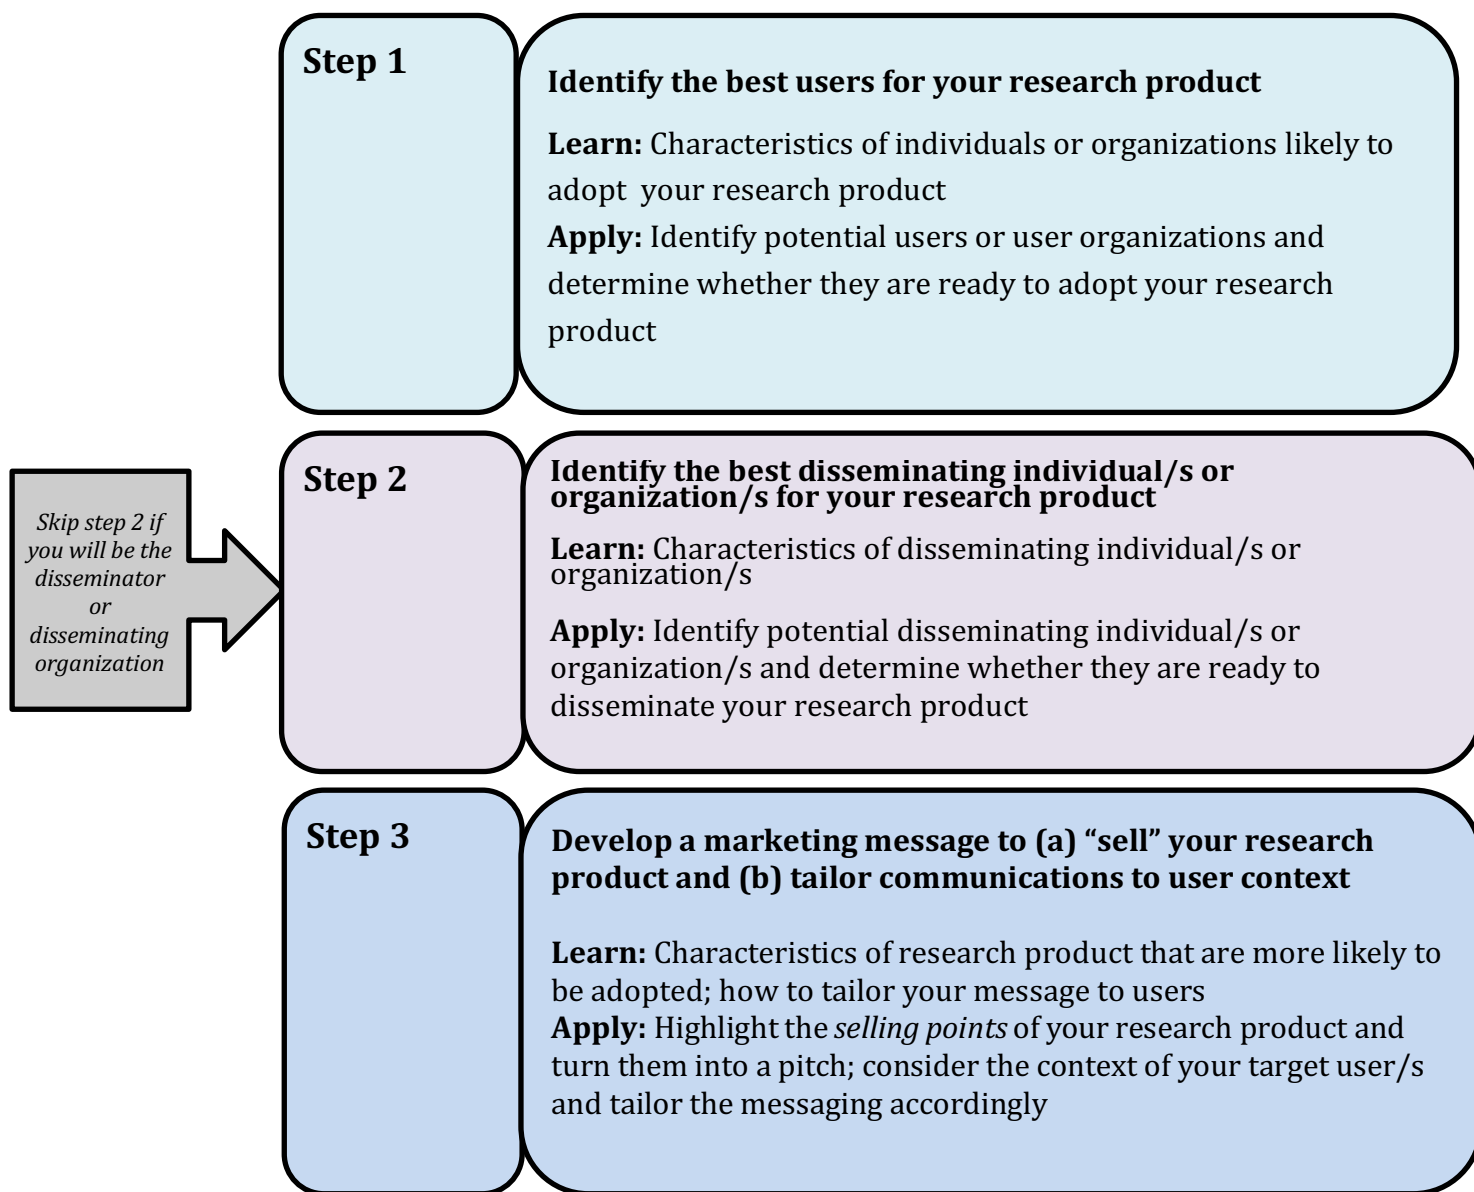 Step 1
Identify the best users for your research product
Learn: Characteristics of individuals or organizations likely to
adopt  your research product
Apply: Identify potential users or user organizations and
determine whether they are ready to adopt your research
product
Skip step 2 if
you will be the
disseminator
or
disseminating
organization
Step 2
Identify the best disseminating individual/s or
organization/s for your research product
Learn: Characteristics of disseminating individual/s or
organization/s
Apply: Identify potential disseminating individual/s or
organization/s and determine whether they are ready to
disseminate your research product
Step 3
Develop a marketing message to (a) “sell” your research
product and (b) tailor communications to user context
Learn: Characteristics of research product that are more likely to
be adopted; how to tailor your message to users
Apply: Highlight the selling points of your research product and
turn them into a pitch; consider the context of your target user/s
and tailor the messaging accordingly